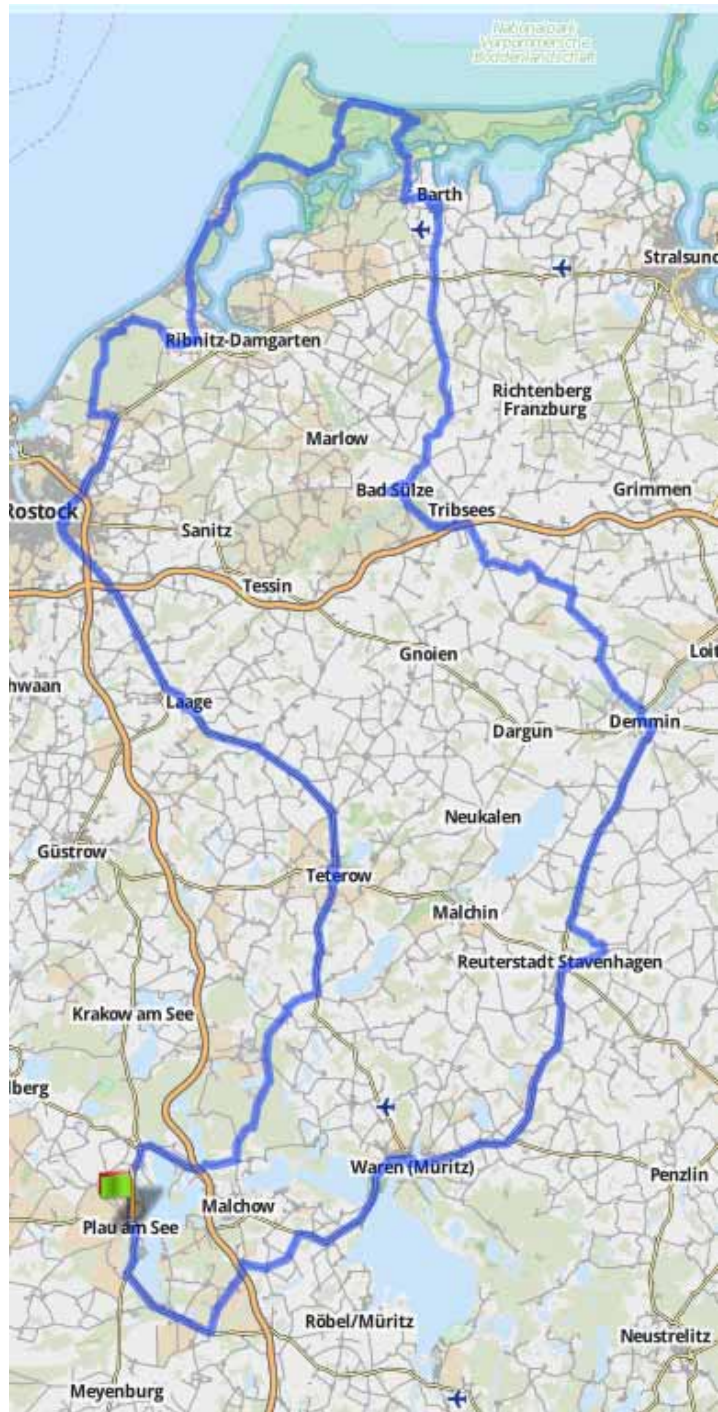 Nationalpark
Vorpommersche
Boddenlandschaft
Barth
Stralsund
Ribnitz-Damgarten
Richtenberg
Franzburg
Marlow
Bad Sülze
Grimmen
Tribsees
Rostock
Sanitz
Tessin
Gnoien
Loit
hwaan
Laage
Dargun
Demmin
Neukalen
Güstrow
Teterow
Malchin
Reuterstadt Stavenhagen
Krakow am See
lberg
Waren (Müritz)
Penzlin
Malchow
Plau am See
Röbel/Müritz
Neustrelitz
Meyenburg